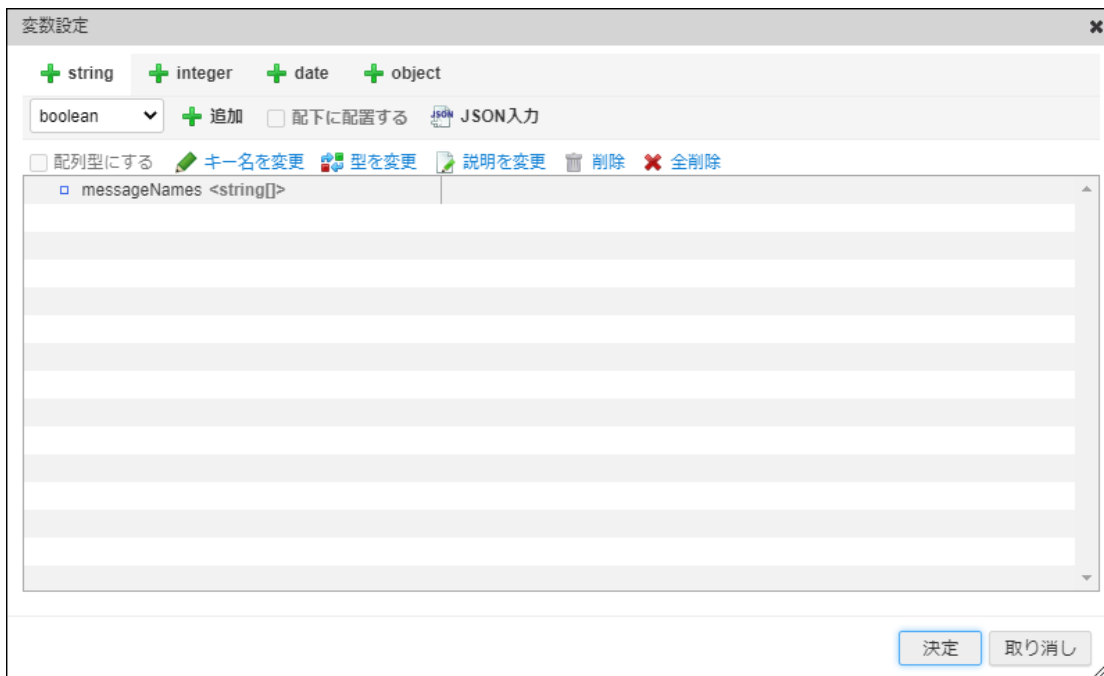 変数設定
string integer date object
boolean 追加 配下に配置する JSON JSON入力
配列型にする キー名を変更 型を変更 説明を変更 削除 全削除
messageNames <string[]>
決定 取り消し